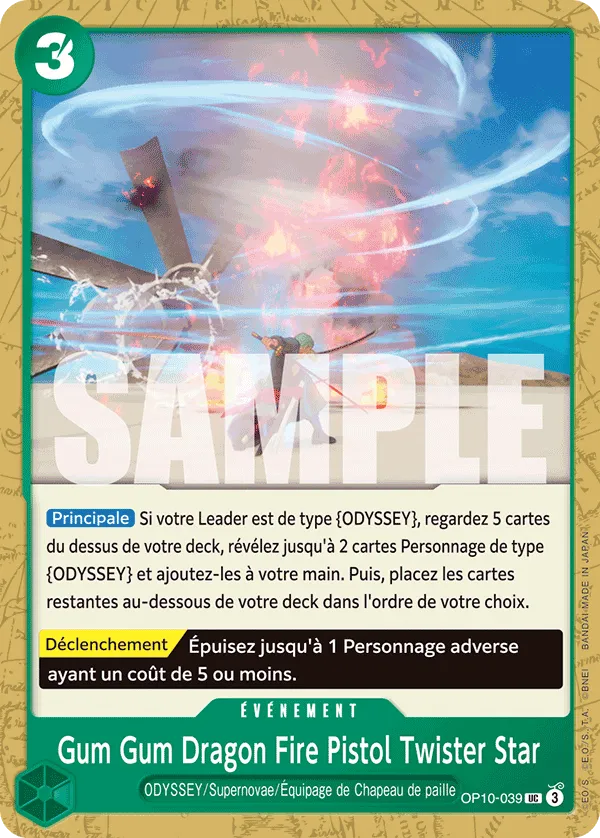 3
SAMPLE
Principale Si votre Leader est de type {ODYSSEY}, regardez 5 cartes
du dessus de votre deck, révélez jusqu'à 2 cartes Personnage de type
{ODYSSEY} et ajoutez-les à votre main. Puis, placez les cartes
restantes au-dessous de votre deck dans l'ordre de votre choix.
Déclenchement Épuisez jusqu'à 1 Personnage adverse
ayant un coût de 5 ou moins.
ÉVÉNEMENT
Gum Gum Dragon Fire Pistol Twister Star
ODYSSEY/Supernovae/Équipage de Chapeau de paille
OP10-039 UC 3
©E.O./S. ©E.O./S.,T.A. ©BNEI BANDAI MADE IN JAPAN